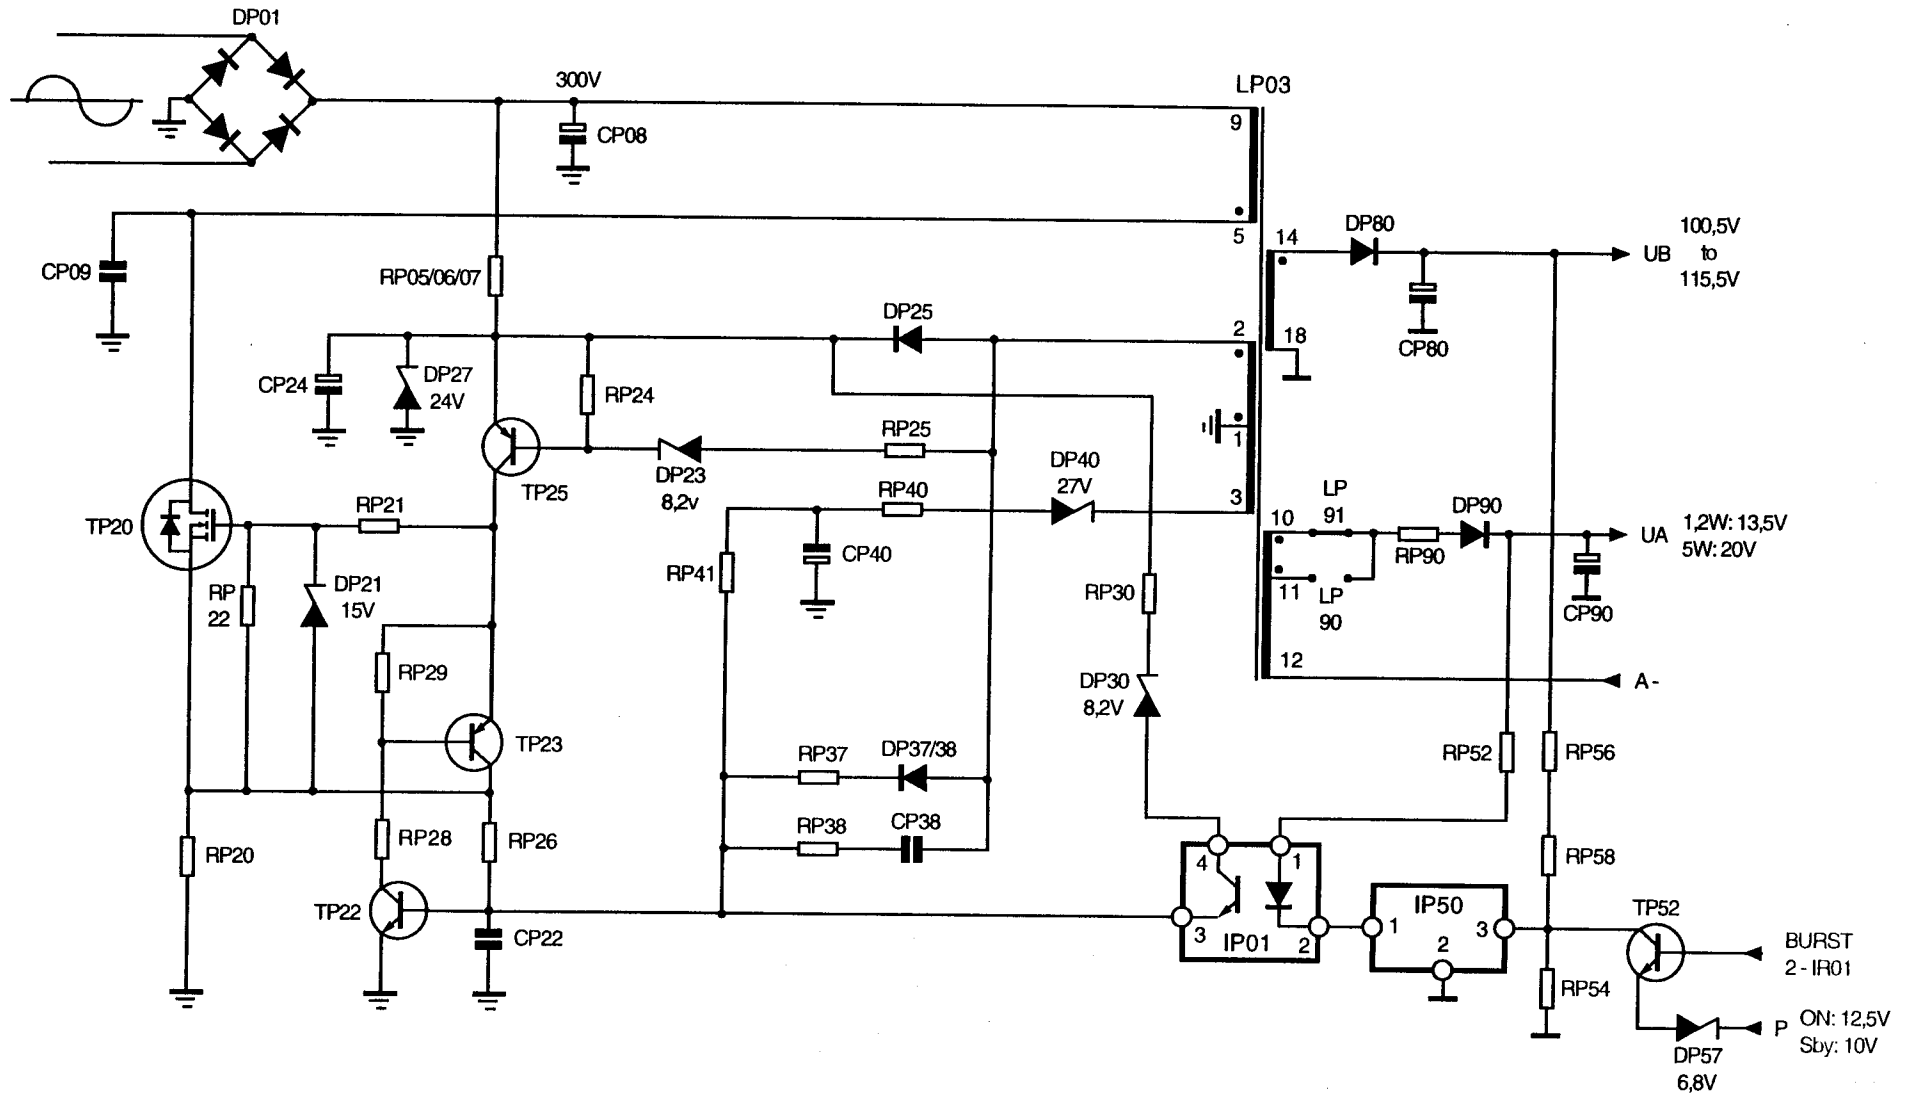 DP01
300V
LP03
9
CP08
5
14
DP80
100,5V
UB
to
115,5V
CP09
RP05/06/07
DP25
2
18
CP80
CP24
DP27
24V
RP24
RP25
1
DP40
27V
TP25
DP23
8,2v
RP40
3
RP21
TP20
LP
91
10
DP90
UA
1,2W: 13,5V
5W: 20V
RP90
CP40
RP41
DP21
15V
RP
22
RP30
11
LP
90
CP90
RP29
12
A -
DP30
8,2V
TP23
RP37
DP37/38
RP52
RP56
RP38
CP38
RP20
RP28
RP26
RP58
4
1
TP22
CP22
3
IP01
2
IP50
1
3
2
TP52
BURST
2 - IR01
RP54
P
ON: 12,5V
Sby: 10V
DP57
6,8V